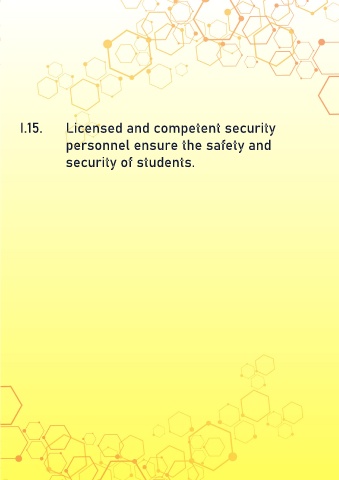 I.15. Licensed and competent security
personnel ensure the safety and
security of students.